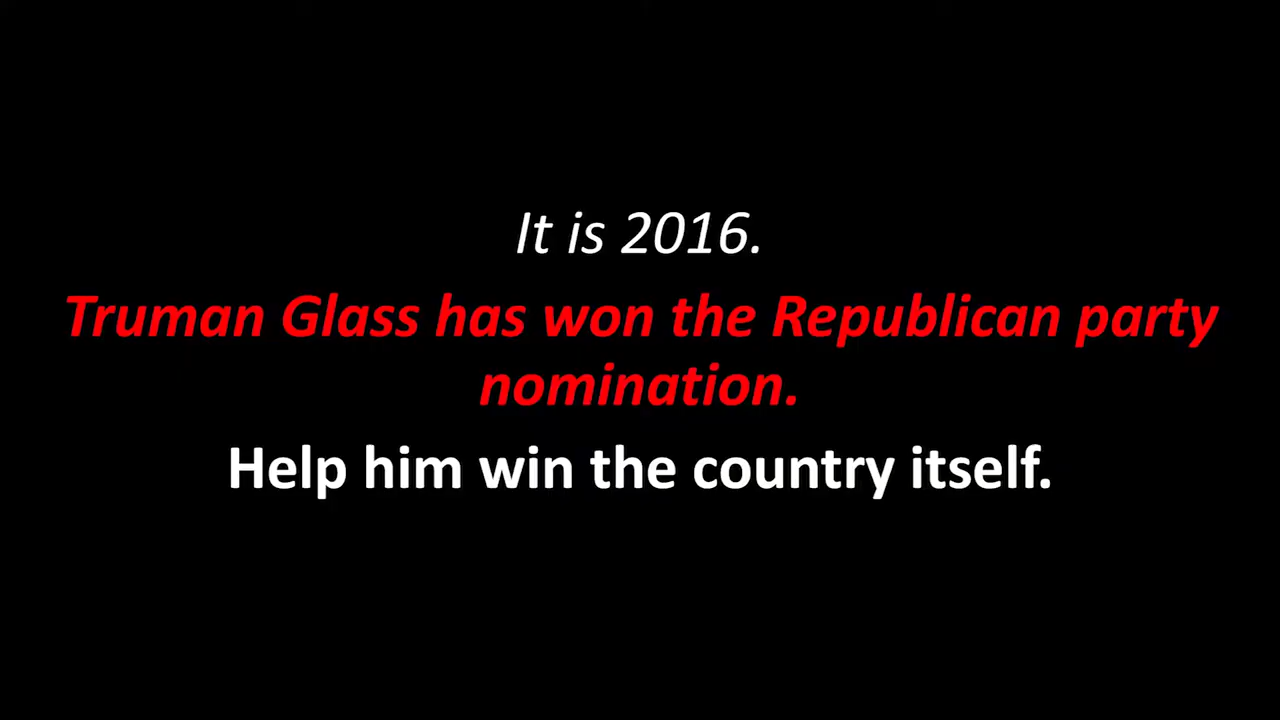 It is 2016.
Truman Glass has won the Republican party
nomination.
Help him win the country itself.